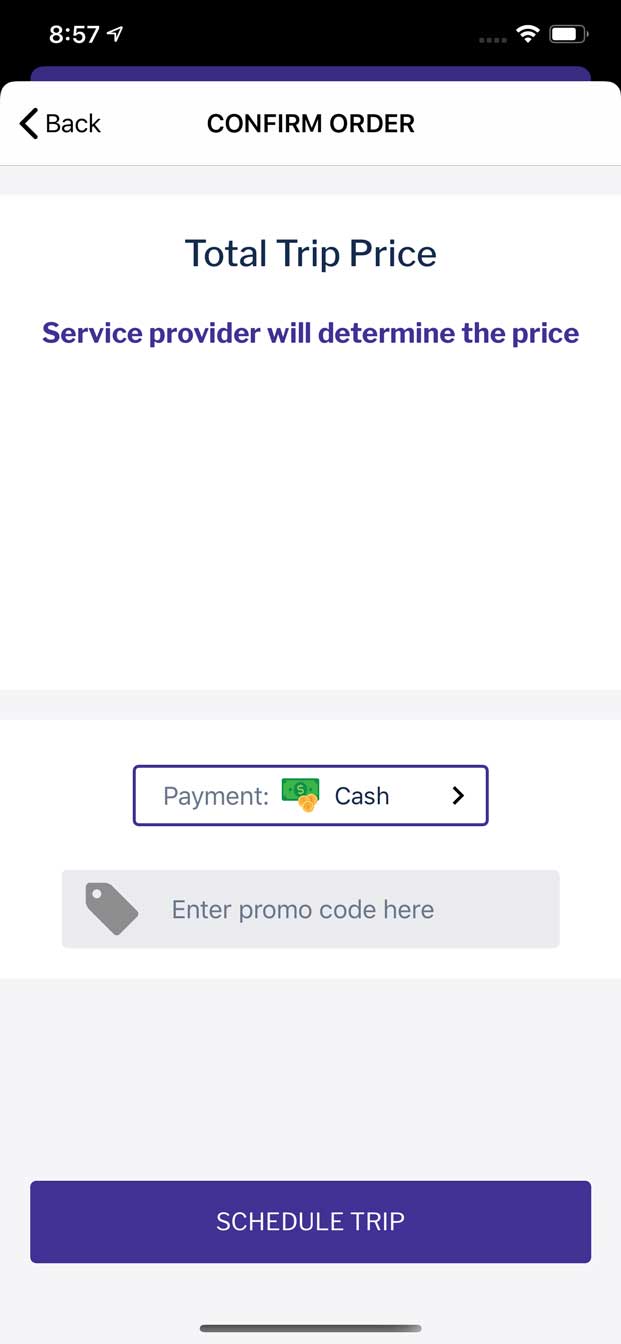 8:57
Back
CONFIRM ORDER
Total Trip Price
Service provider will determine the price
Payment: Cash
Enter promo code here
SCHEDULE TRIP